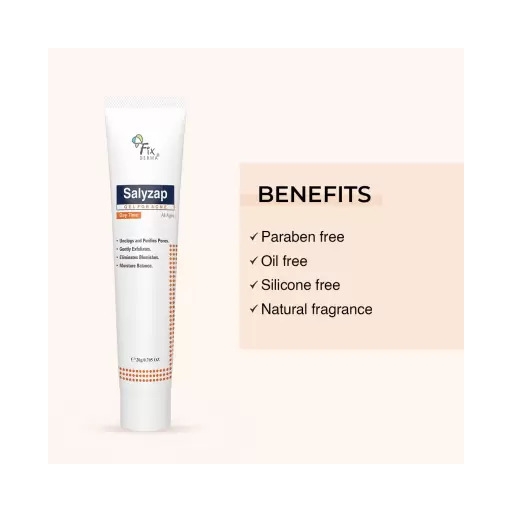 Fix
DERMA
Salyzap
GEL FOR ACNE
Day Time
All Ages
• Unclogs and Purifies Pores.
• Gently Exfoliates.
• Eliminates Blemishes.
• Moisture Balance.
BENEFITS
✓ Paraben free
✓ Oil free
✓ Silicone free
✓ Natural fragrance